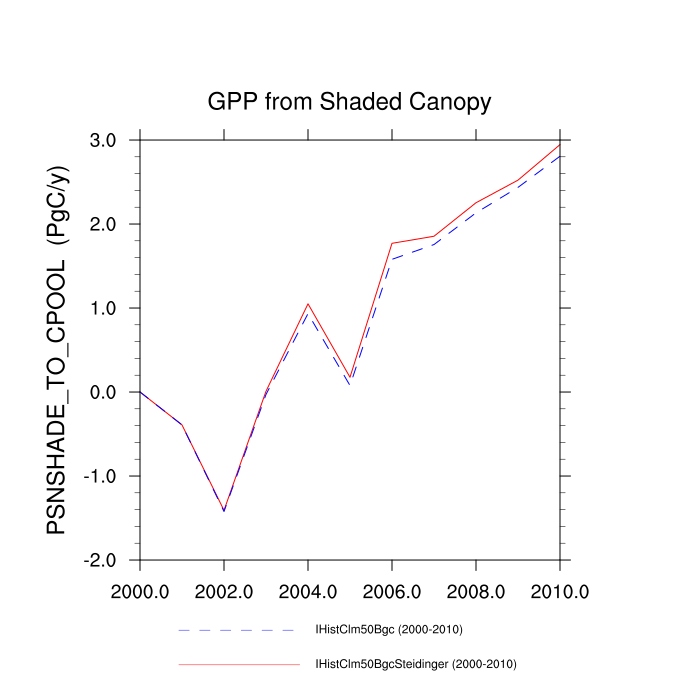 GPP from Shaded Canopy
PSNSHADE_TO_CPOOL (PgC/y)
3.0
2.0
1.0
0.0
-1.0
-2.0
2000.0 2002.0 2004.0 2006.0 2008.0 2010.0
IHistClm50Bgc (2000-2010)
IHistClm50BgcSteidinger (2000-2010)